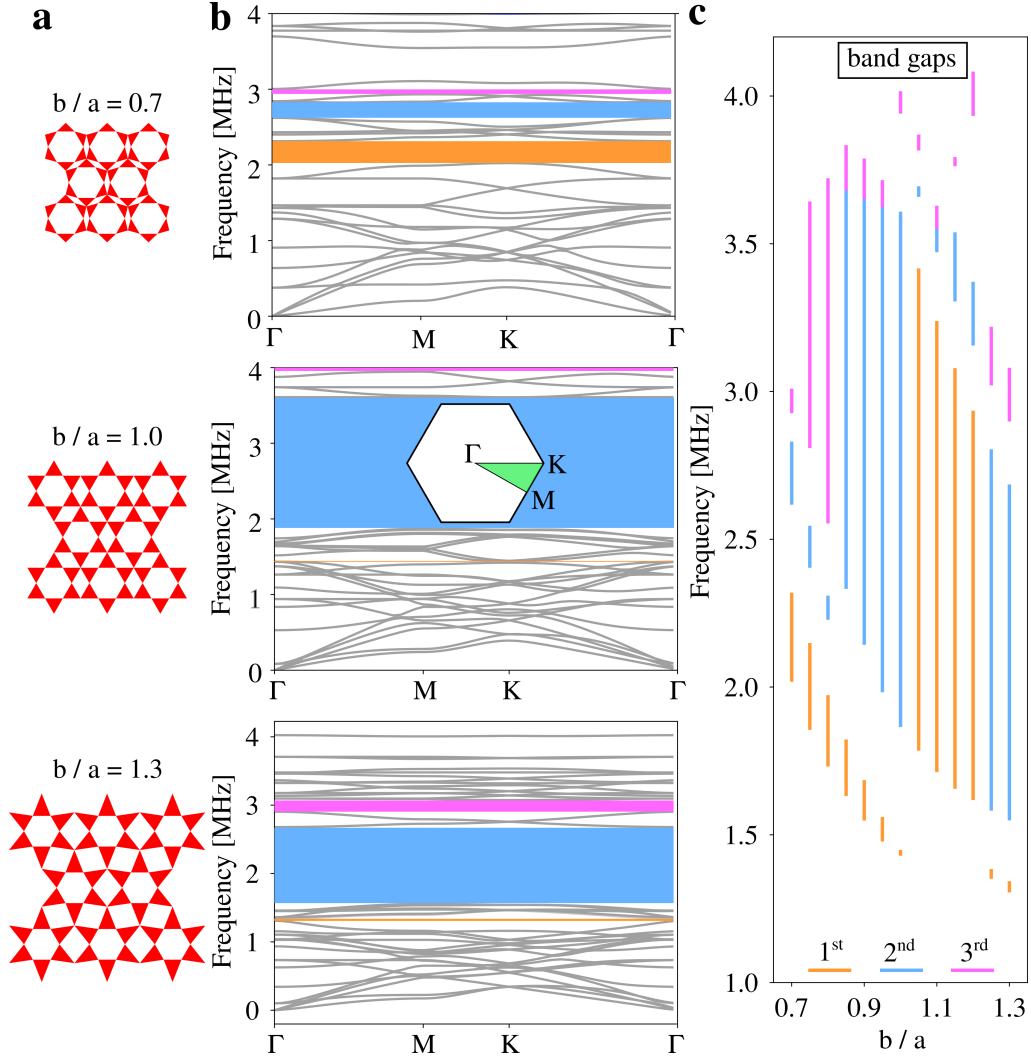 a
b / a = 0.7
b / a = 1.0
b / a = 1.3
b
Frequency [MHz]
4
3
2
1
0
Γ M K Γ
Frequency [MHz]
4
3
2
1
0
Γ
K
M
Γ M K Γ
Frequency [MHz]
4
3
2
1
0
Γ M K Γ
c
band gaps
Frequency [MHz]
4.0
3.5
3.0
2.5
2.0
1.5
1.0
1st 2nd 3rd
0.7 0.9 1.1 1.3
b / a